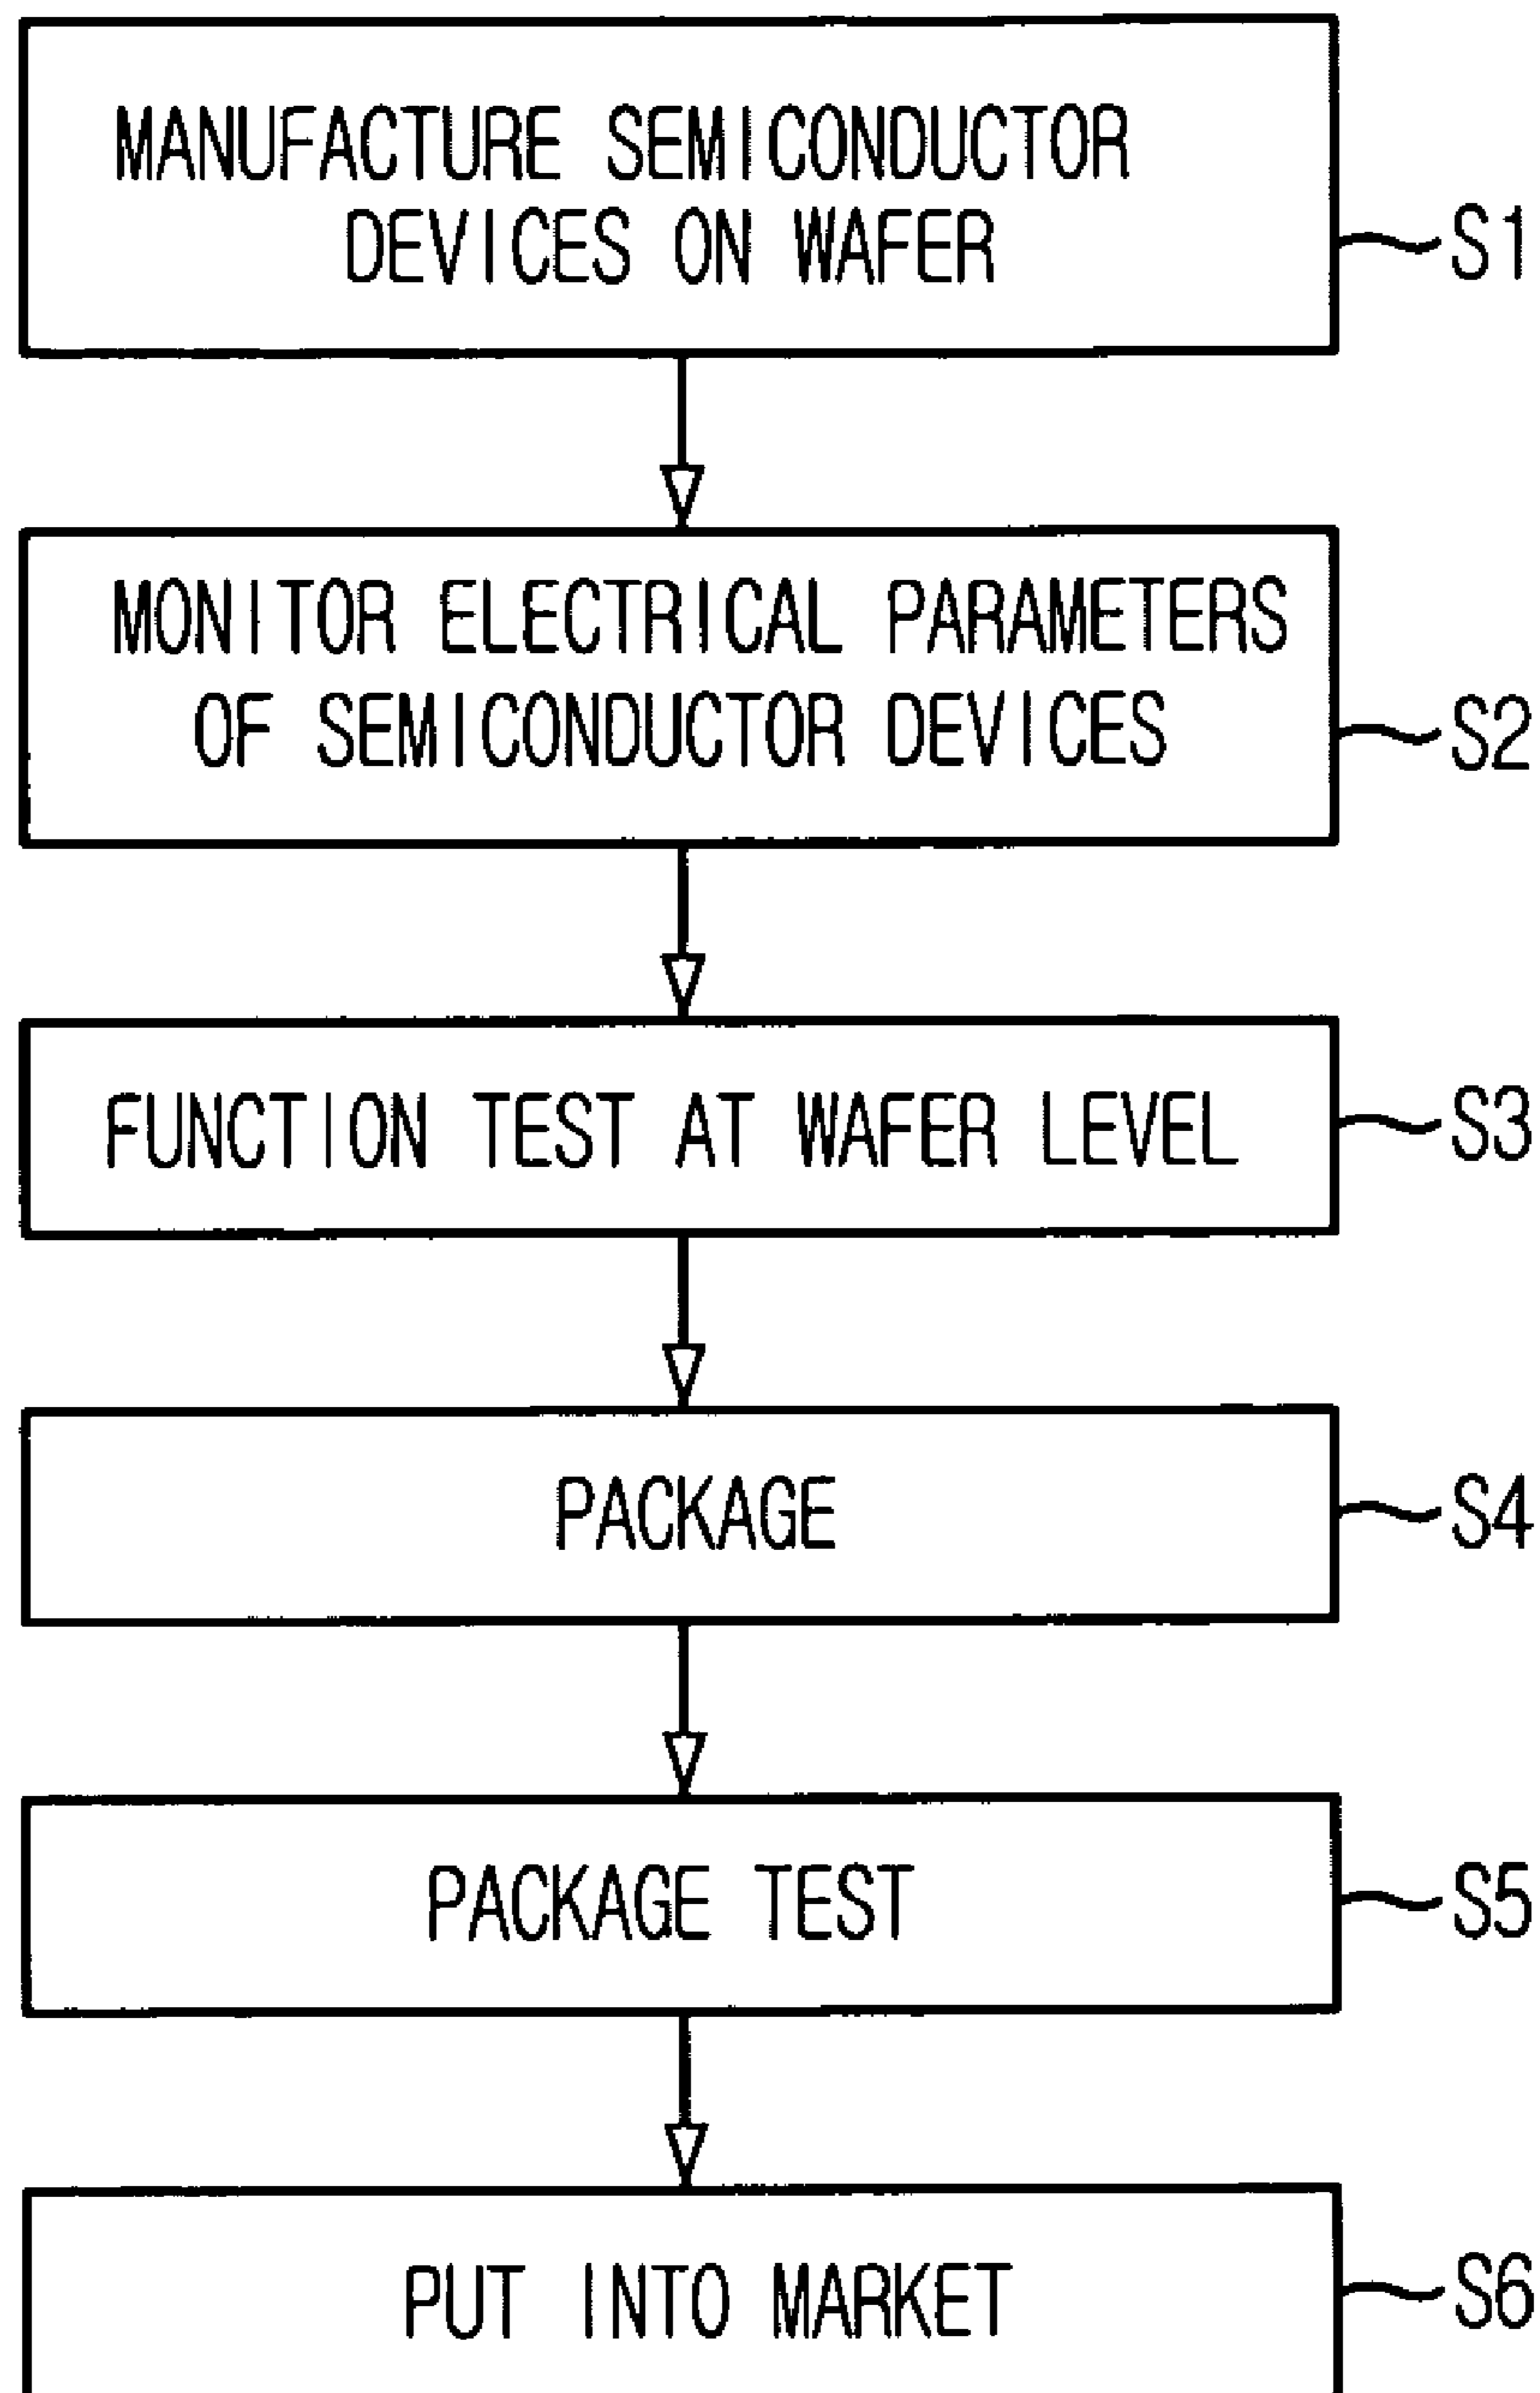 MANUFACTURE SEMICONDUCTOR
DEVICES ON WAFER
S1
MONITOR ELECTRICAL PARAMETERS
OF SEMICONDUCTOR DEVICES
S2
FUNCTION TEST AT WAFER LEVEL
S3
PACKAGE
S4
PACKAGE TEST
S5
PUT INTO MARKET
S6